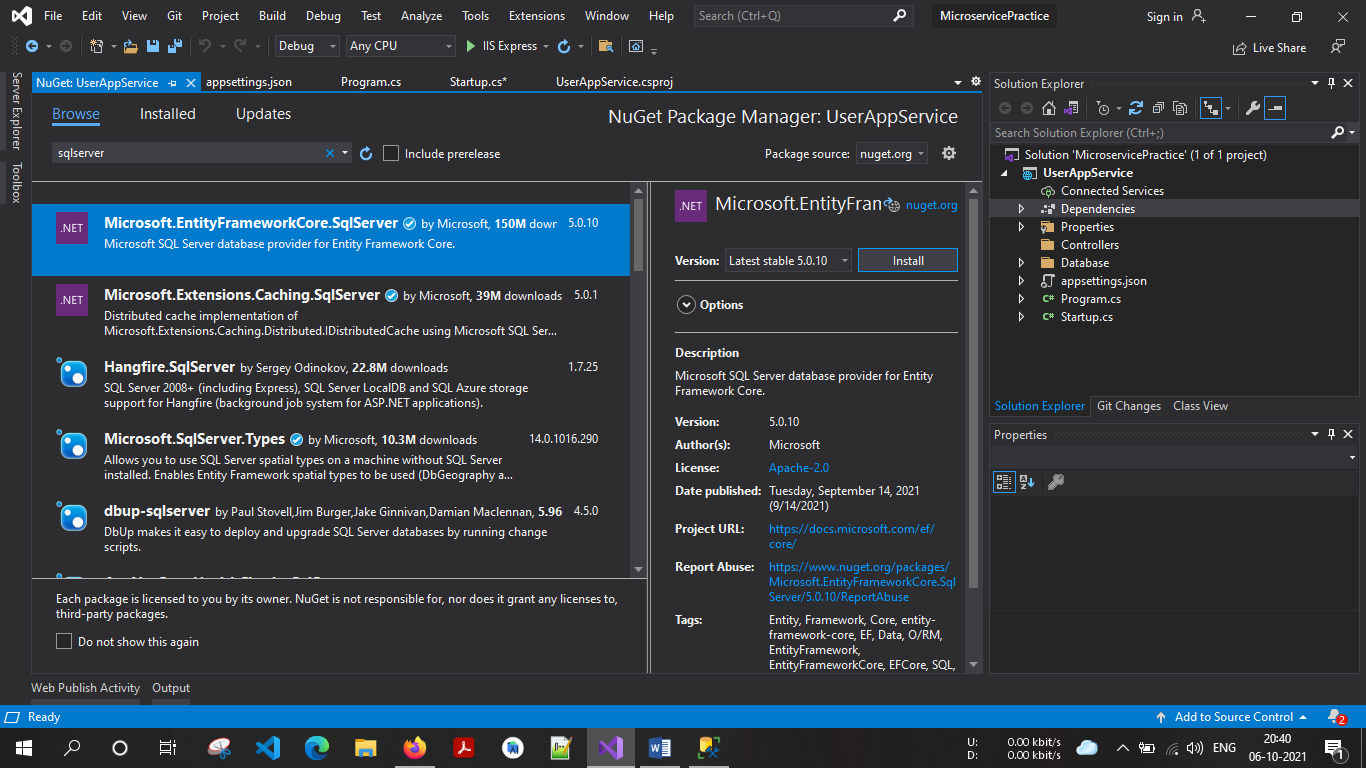 File Edit View Git Project Build Debug Test Analyze Tools Extensions Window Help Search (Ctrl+Q) MicroservicePractice Sign in
Debug Any CPU IIS Express Live Share
Server Explorer
Toolbox
NuGet: UserAppService appsettings.json Program.cs Startup.cs* UserAppService.csproj
Browse Installed Updates
NuGet Package Manager: UserAppService
sqlserver
Include prerelease
Package source: nuget.org
.NET
Microsoft.EntityFrameworkCore.SqlServer by Microsoft, 150M downr 5.0.10
Microsoft SQL Server database provider for Entity Framework Core.
.NET
Microsoft.Extensions.Caching.SqlServer by Microsoft, 39M downloads 5.0.1
Distributed cache implementation of
Microsoft.Extensions.Caching.Distributed.IDistributedCache using Microsoft SQL Ser...
Hangfire.SqlServer by Sergey Odinokov, 22.8M downloads 1.7.25
SQL Server 2008+ (including Express), SQL Server LocalDB and SQL Azure storage
support for Hangfire (background job system for ASP.NET applications).
Microsoft.SqlServer.Types by Microsoft, 10.3M downloads 14.0.1016.290
Allows you to use SQL Server spatial types on a machine without SQL Server
installed. Enables Entity Framework spatial types to be used (DbGeography a...
dbup-sqlserver by Paul Stovell,Jim Burger,Jake Ginnivan,Damian Maclennan, 5.96 4.5.0
DbUp makes it easy to deploy and upgrade SQL Server databases by running change
scripts.
Each package is licensed to you by its owner. NuGet is not responsible for, nor does it grant any licenses to,
third-party packages.
Do not show this again
.NET
Microsoft.EntityFran nuget.org
Version: Latest stable 5.0.10 Install
Options
Description
Microsoft SQL Server database provider for Entity
Framework Core.
Version: 5.0.10
Author(s): Microsoft
License: Apache-2.0
Date published: Tuesday, September 14, 2021
(9/14/2021)
Project URL: https://docs.microsoft.com/ef/
core/
Report Abuse: https://www.nuget.org/packages/
Microsoft.EntityFrameworkCore.Sql
Server/5.0.10/ReportAbuse
Tags: Entity, Framework, Core, entity-
framework-core, EF, Data, O/RM,
EntityFramework,
EntityFrameworkCore, EFCore, SQL,
Solution Explorer
Search Solution Explorer (Ctrl+;)
Solution 'MicroservicePractice' (1 of 1 project)
UserAppService
Connected Services
Dependencies
Properties
Controllers
Database
appsettings.json
C# Program.cs
C# Startup.cs
Solution Explorer Git Changes Class View
Properties
Web Publish Activity Output
Ready
Add to Source Control 2
U: 0.00 kbit/s
D: 0.00 kbit/s
ENG
20:40
06-10-2021
1